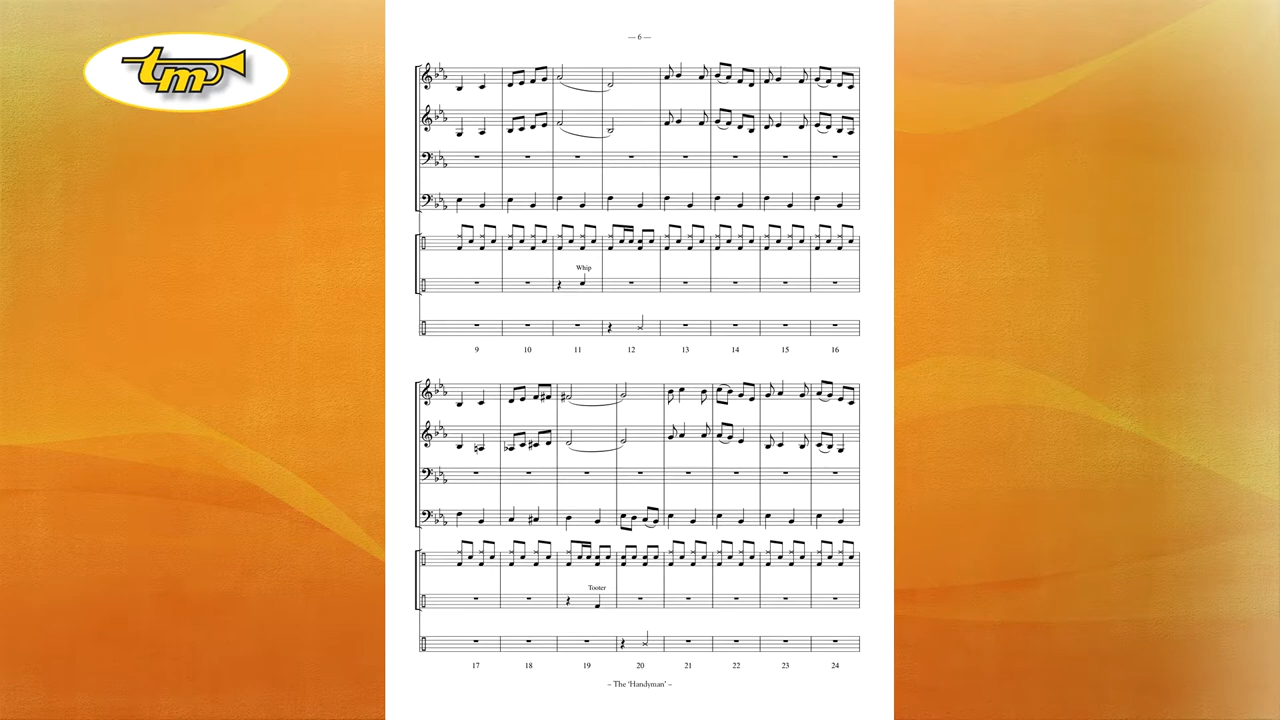 tm
— 6 —
Whip
9 10 11 12 13 14 15 16
Tooter
17 18 19 20 21 22 23 24
– The ‘Handyman’ –